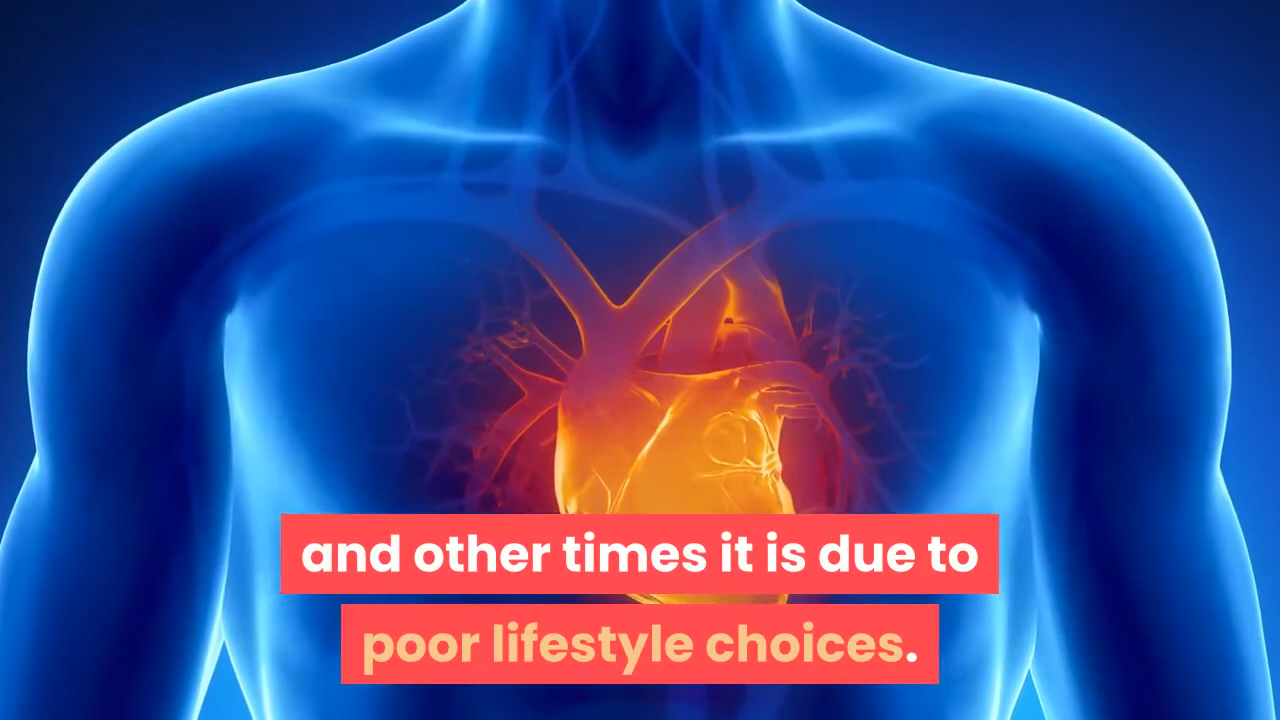 and other times it is due to
poor lifestyle choices.